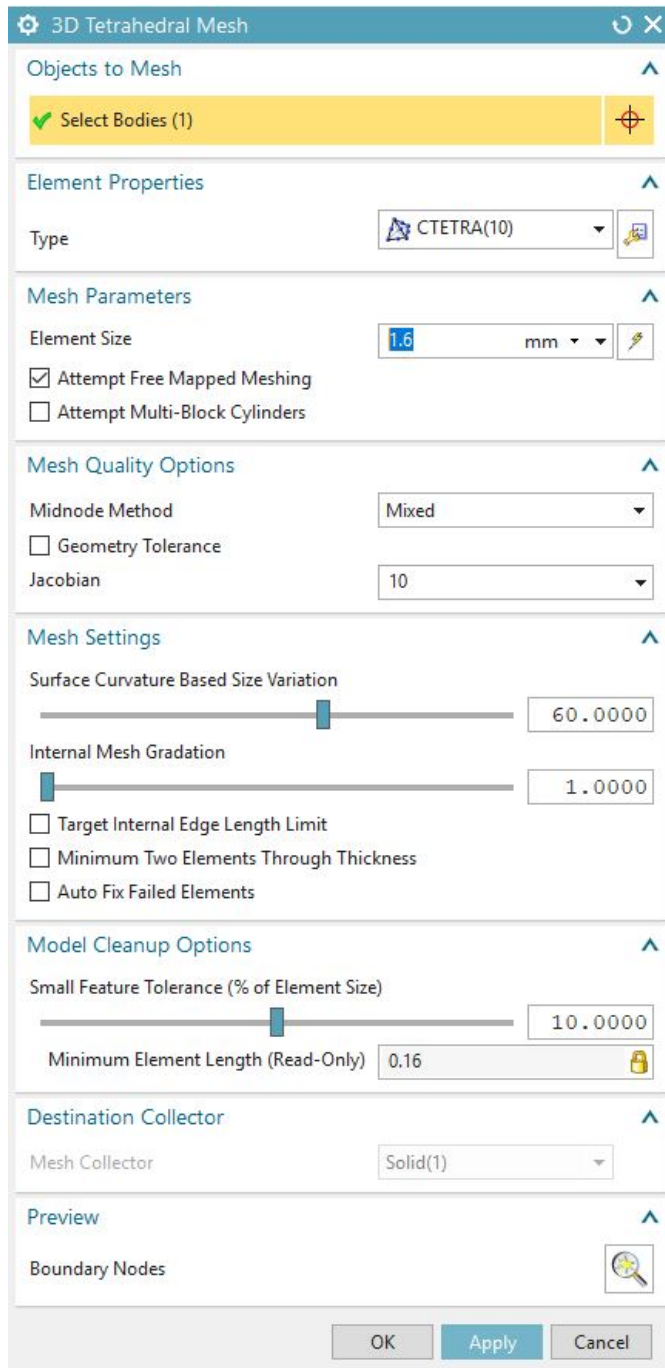 3D Tetrahedral Mesh
Objects to Mesh
Select Bodies (1)
Element Properties
Type CTETRA(10)
Mesh Parameters
Element Size 1.6 mm
Attempt Free Mapped Meshing
Attempt Multi-Block Cylinders
Mesh Quality Options
Midnode Method Mixed
Geometry Tolerance
Jacobian 10
Mesh Settings
Surface Curvature Based Size Variation
60.0000
Internal Mesh Gradation
1.0000
Target Internal Edge Length Limit
Minimum Two Elements Through Thickness
Auto Fix Failed Elements
Model Cleanup Options
Small Feature Tolerance (% of Element Size)
10.0000
Minimum Element Length (Read-Only) 0.16
Destination Collector
Mesh Collector Solid(1)
Preview
Boundary Nodes
OK Apply Cancel